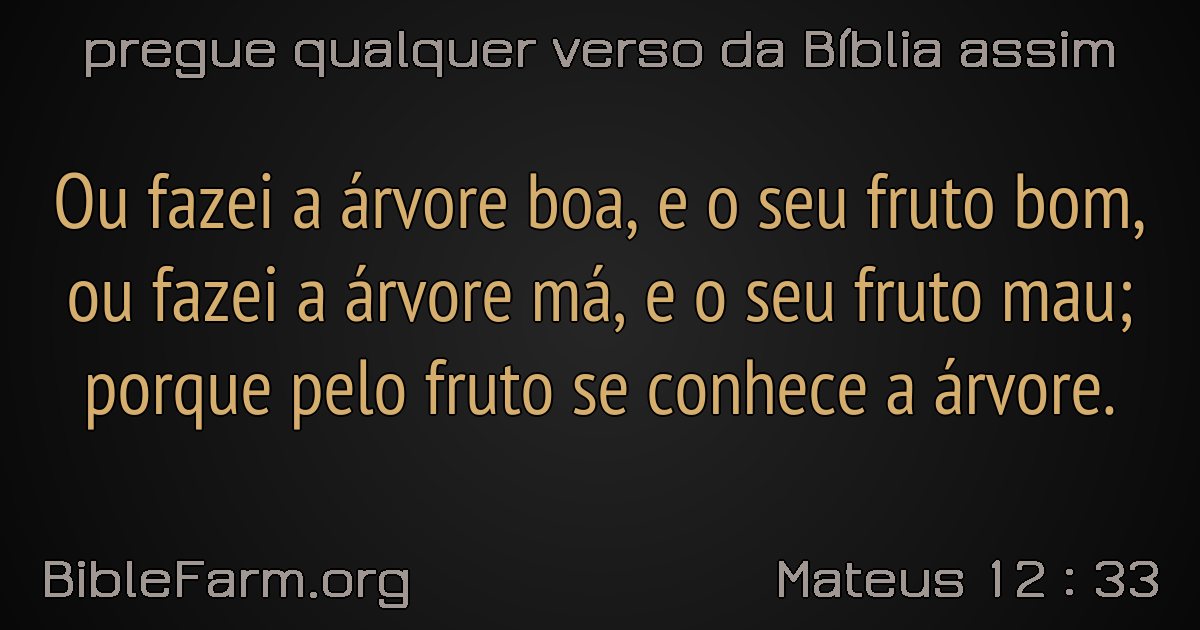 pregue qualquer verso da Bíblia assim
Ou fazei a árvore boa, e o seu fruto bom,
ou fazei a árvore má, e o seu fruto mau;
porque pelo fruto se conhece a árvore.
BibleFarm.org
Mateus 12 : 33